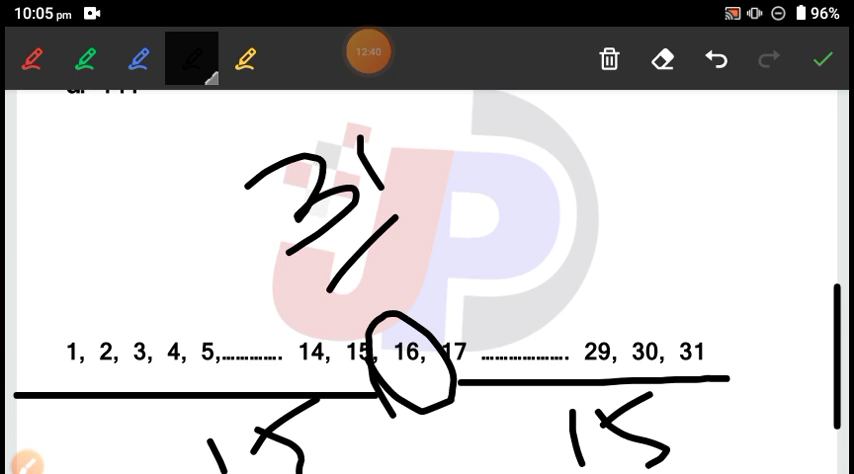 10:05 pm 96%
12:40
JP
31
1, 2, 3, 4, 5,............. 14, 15, 16, 17 ................... 29, 30, 31
15 15